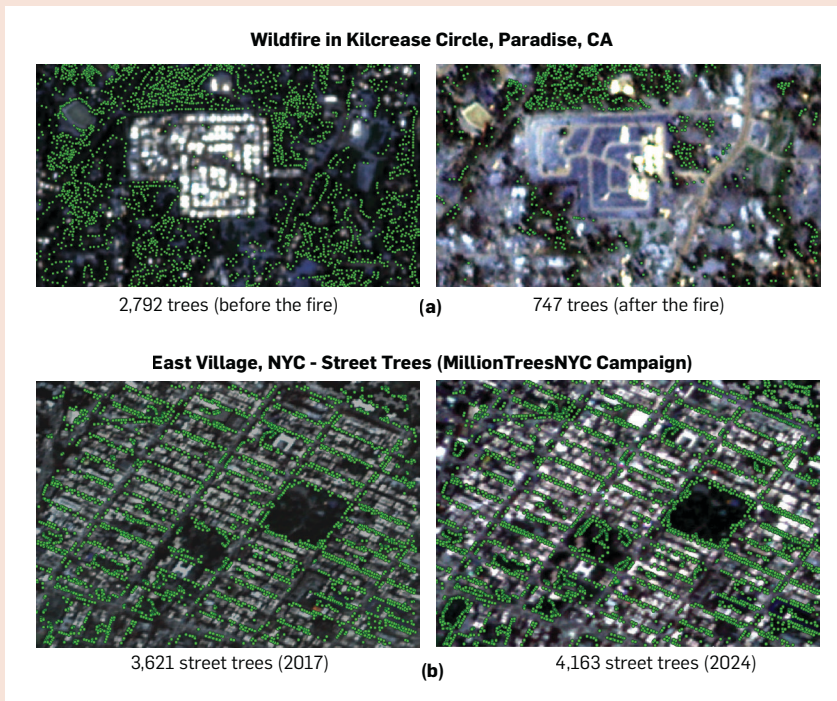 Wildfire in Kilcrease Circle, Paradise, CA
2,792 trees (before the fire)
(a)
747 trees (after the fire)
East Village, NYC - Street Trees (MillionTreesNYC Campaign)
3,621 street trees (2017)
(b)
4,163 street trees (2024)